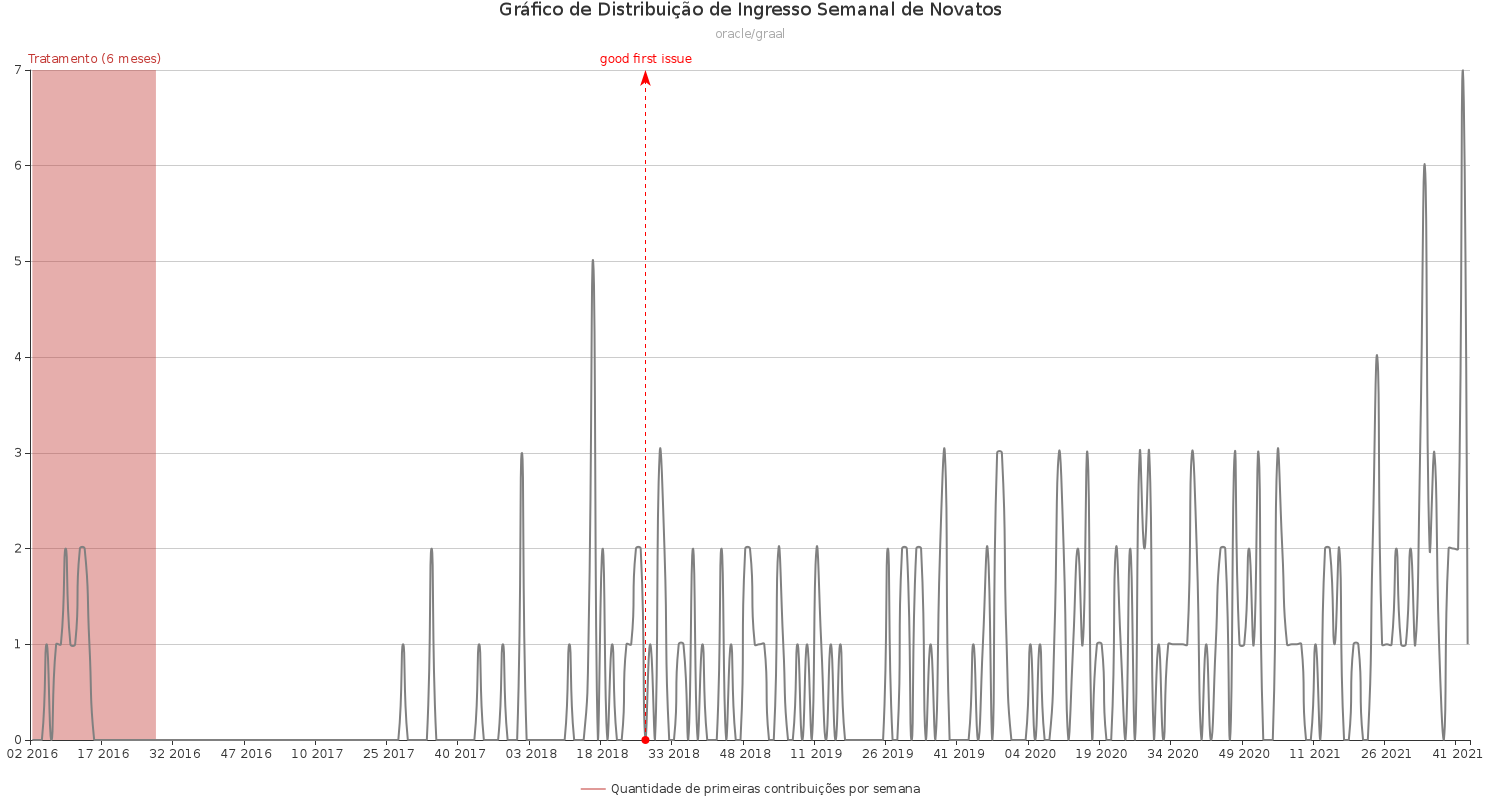 Gráfico de Distribuição de Ingresso Semanal de Novatos
oracle/graal
Tratamento (6 meses)
good first issue
7
6
5
4
3
2
1
0
02 2016 17 2016 32 2016 47 2016 10 2017 25 2017 40 2017 03 2018 18 2018 33 2018 48 2018 11 2019 26 2019 41 2019 04 2020 19 2020 34 2020 49 2020 11 2021 26 2021 41 2021
Quantidade de primeiras contribuições por semana